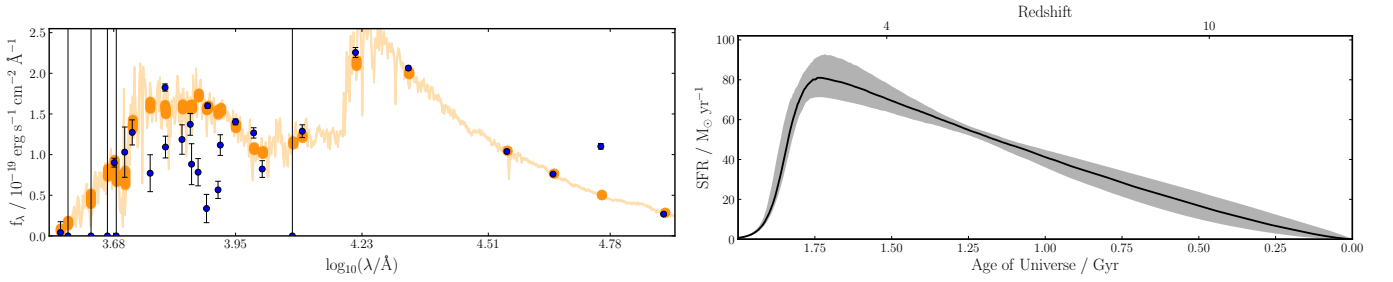 Redshift
4 10
2.5
2.0
1.5
1.0
0.5
0.0
f_λ / 10⁻¹⁹ erg s⁻¹ cm⁻² Å⁻¹
3.68 3.95 4.23 4.51 4.78
log₁₀(λ/Å)
100
80
60
40
20
0
SFR / M⊙ yr⁻¹
1.75 1.50 1.25 1.00 0.75 0.50 0.25 0.00
Age of Universe / Gyr